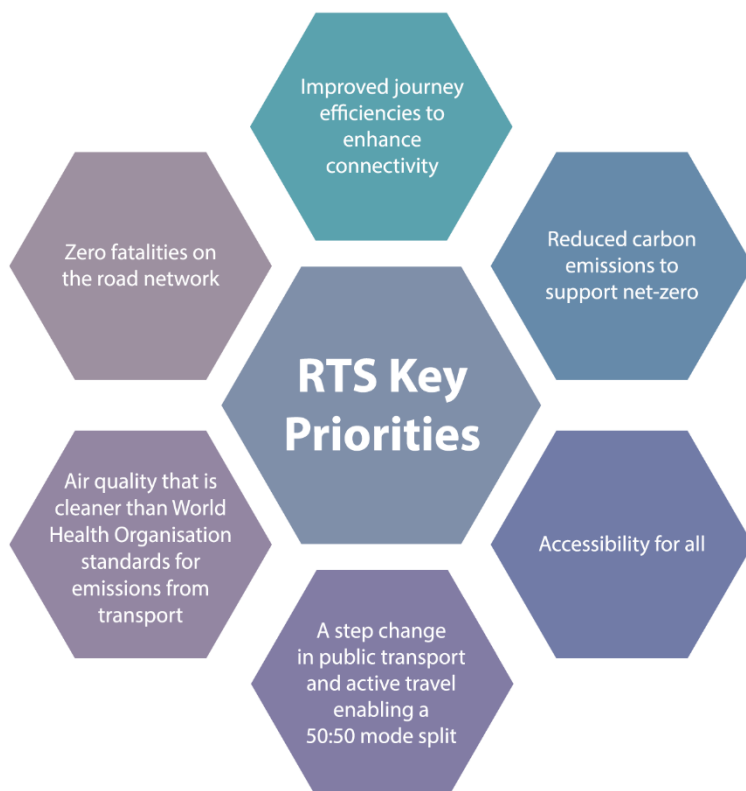 Improved journey
efficiencies to
enhance
connectivity
Zero fatalities on
the road network
Reduced carbon
emissions to
support net-zero
RTS Key
Priorities
Air quality that is
cleaner than World
Health Organisation
standards for
emissions from
transport
Accessibility for all
A step change
in public transport
and active travel
enabling a
50:50 mode split